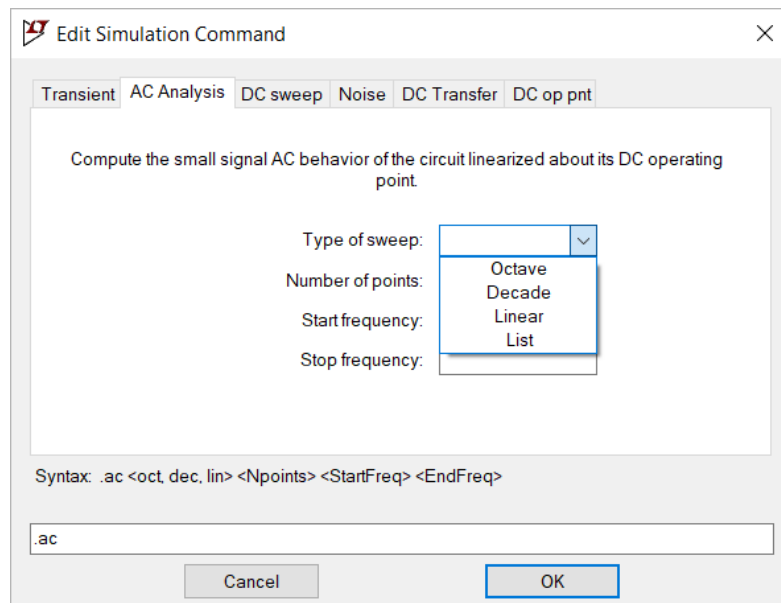 Edit Simulation Command
Transient AC Analysis DC sweep Noise DC Transfer DC op pnt
Compute the small signal AC behavior of the circuit linearized about its DC operating
point.
Type of sweep:
Octave
Number of points:
Decade
Start frequency:
Linear
List
Stop frequency:
Syntax: .ac <oct, dec, lin> <Npoints> <StartFreq> <EndFreq>
.ac
Cancel OK